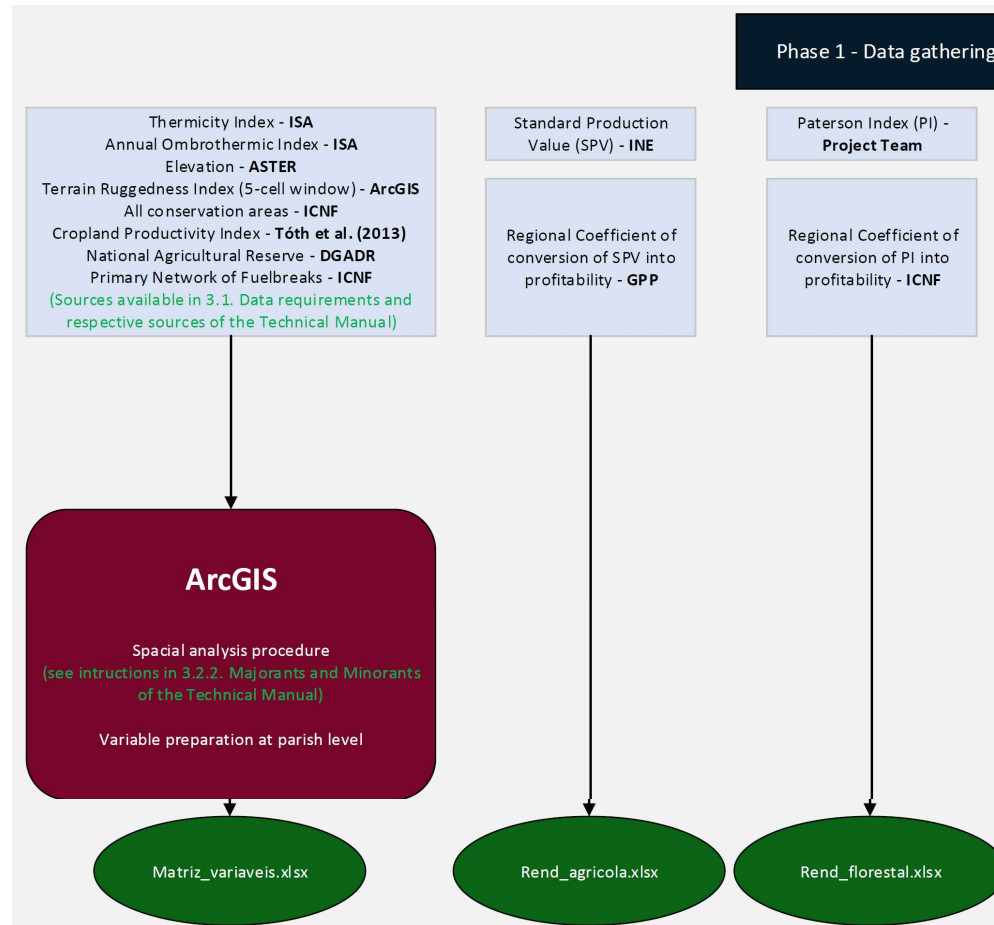 Phase 1 - Data gathering
Thermicity Index - ISA
Annual Ombrothermic Index - ISA
Elevation - ASTER
Terrain Ruggedness Index (5-cell window) - ArcGIS
All conservation areas - ICNF
Cropland Productivity Index - Tóth et al. (2013)
National Agricultural Reserve - DGADR
Primary Network of Fuelbreaks - ICNF
(Sources available in 3.1. Data requirements and
respective sources of the Technical Manual)
Standard Production
Value (SPV) - INE
Regional Coefficient of
conversion of SPV into
profitability - GPP
Paterson Index (PI) -
Project Team
Regional Coefficient of
conversion of PI into
profitability - ICNF
ArcGIS
Spacial analysis procedure
(see intructions in 3.2.2. Majorants and Minorants
of the Technical Manual)
Variable preparation at parish level
Matriz_variaveis.xlsx
Rend_agricola.xlsx
Rend_florestal.xlsx